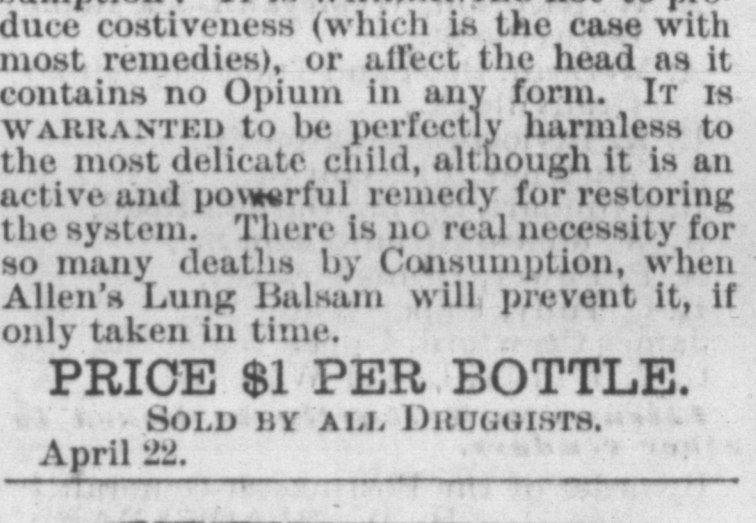 duce costiveness (which is the case with
most remedies), or affect the head as it
contains no Opium in any form. IT IS
WARRANTED to be perfectly harmless to
the most delicate child, although it is an
active and powerful remedy for restoring
the system. There is no real necessity for
so many deaths by Consumption, when
Allen's Lung Balsam will prevent it, if
only taken in time.
PRICE $1 PER BOTTLE.
SOLD BY ALL DRUGGISTS.
April 22.